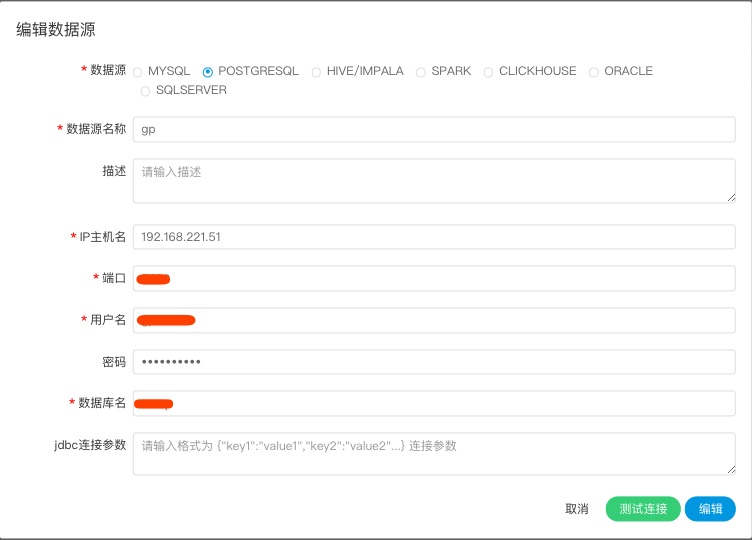 编辑数据源
* 数据源 MYSQL POSTGRESQL HIVE/IMPALA SPARK CLICKHOUSE ORACLE
SQLSERVER
* 数据源名称 gp
描述 请输入描述
* IP主机名 192.168.221.51
* 端口
* 用户名
密码 ••••••••••
* 数据库名
jdbc连接参数 请输入格式为 {"key1":"value1","key2":"value2"...} 连接参数
取消 测试连接 编辑